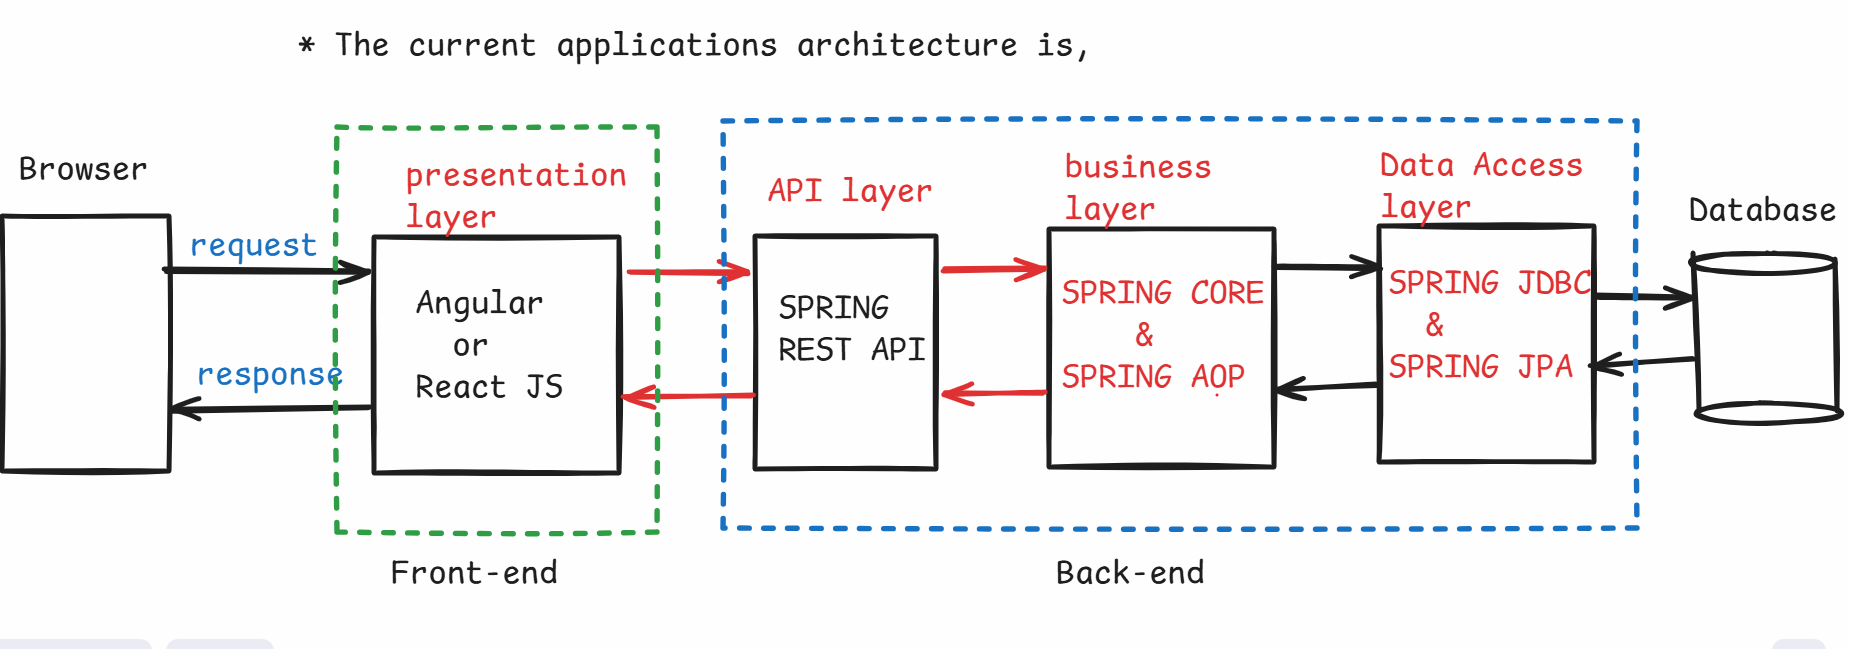 * The current applications architecture is,
Browser
request
response
presentation
layer
Angular
or
React JS
Front-end
API layer
SPRING
REST API
business
layer
SPRING CORE
&
SPRING AOP
Data Access
layer
SPRING JDBC
&
SPRING JPA
Back-end
Database